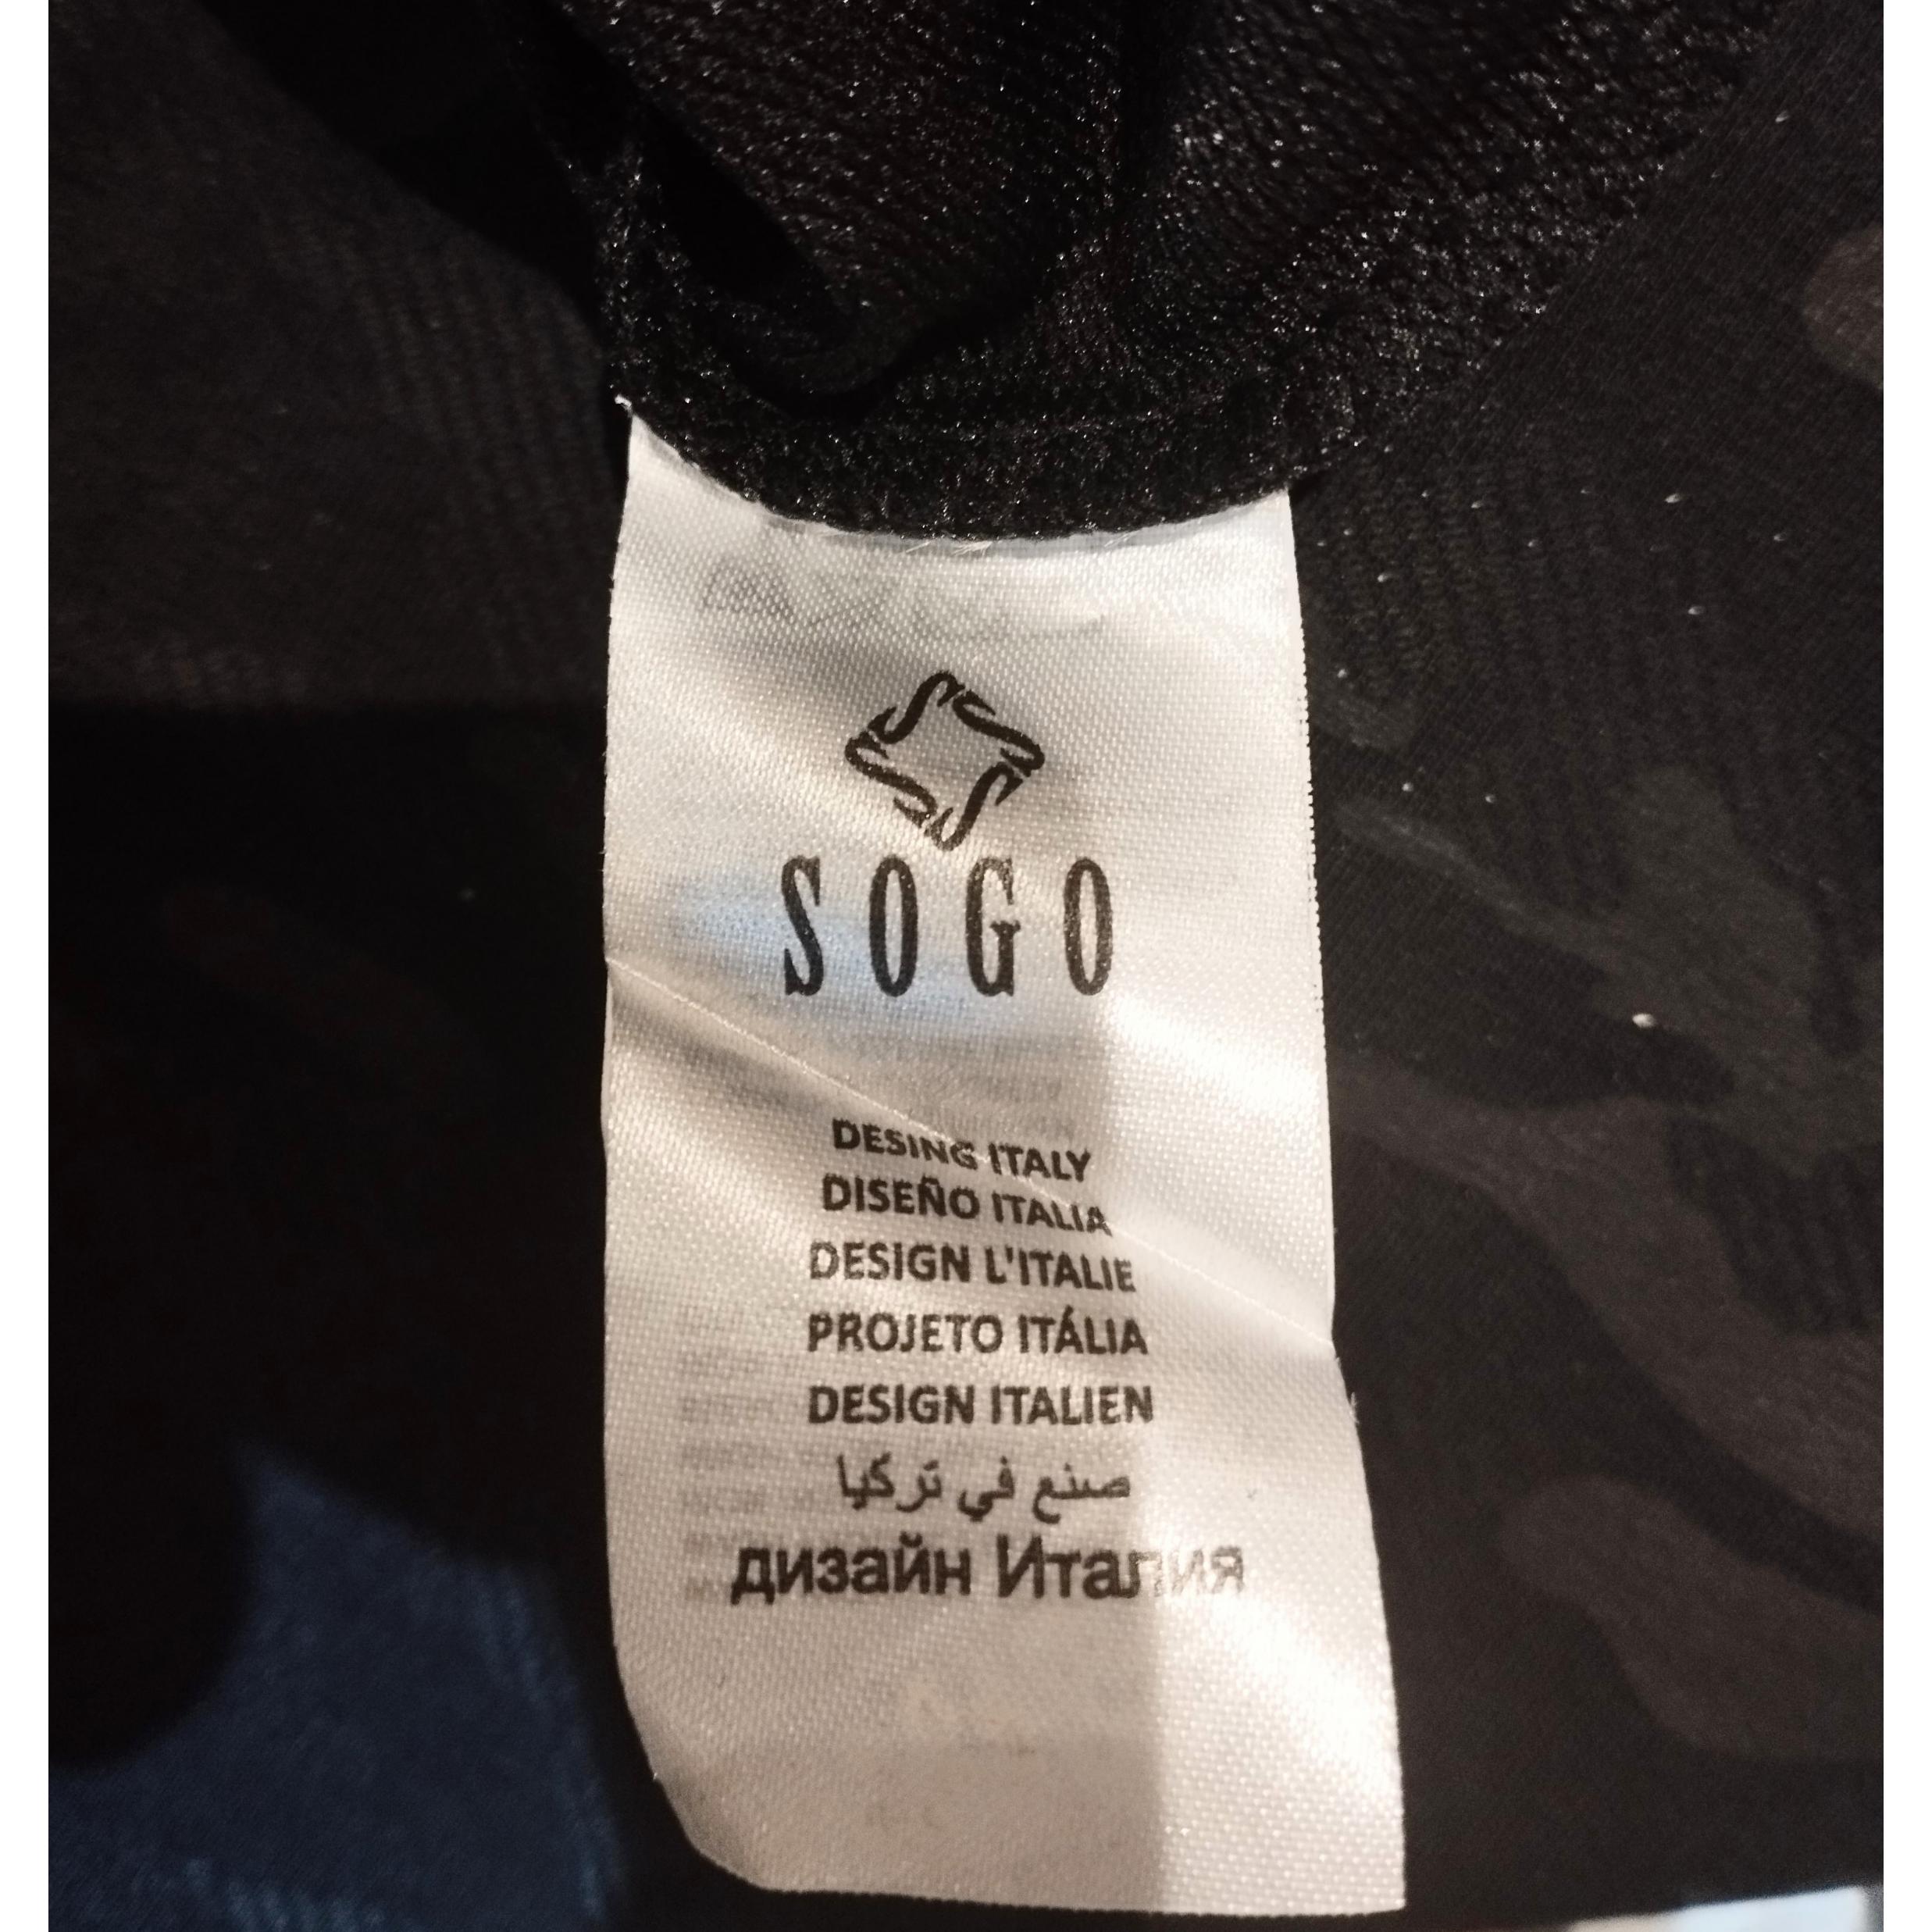 SOGO
DESING ITALY
DISEÑO ITALIA
DESIGN L'ITALIE
PROJETO ITÁLIA
DESIGN ITALIEN
صنع في تركيا
дизайн Италия